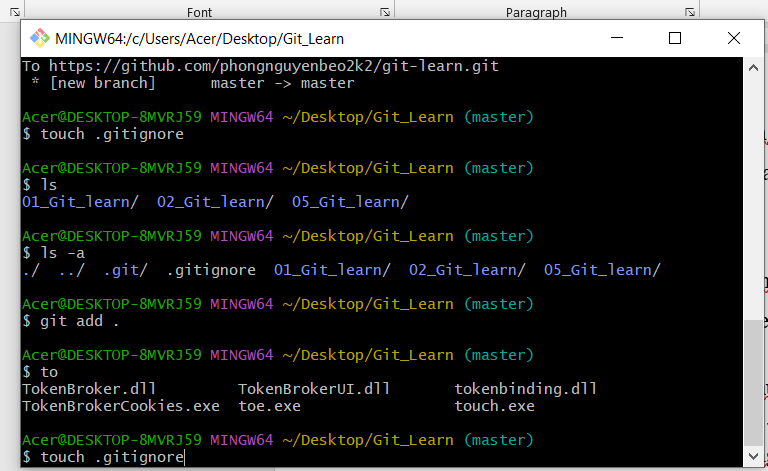 Font Paragraph
MINGW64:/c/Users/Acer/Desktop/Git_Learn
To https://github.com/phongnguyenbeo2k2/git-learn.git
 * [new branch]      master -> master
Acer@DESKTOP-8MVRJ59 MINGW64 ~/Desktop/Git_Learn (master)
$ touch .gitignore
Acer@DESKTOP-8MVRJ59 MINGW64 ~/Desktop/Git_Learn (master)
$ ls
01_Git_learn/  02_Git_learn/  05_Git_learn/
Acer@DESKTOP-8MVRJ59 MINGW64 ~/Desktop/Git_Learn (master)
$ ls -a
./  ../  .git/  .gitignore  01_Git_learn/  02_Git_learn/  05_Git_learn/
Acer@DESKTOP-8MVRJ59 MINGW64 ~/Desktop/Git_Learn (master)
$ git add .
Acer@DESKTOP-8MVRJ59 MINGW64 ~/Desktop/Git_Learn (master)
$ to
TokenBroker.dll         TokenBrokerUI.dll       tokenbinding.dll
TokenBrokerCookies.exe  toe.exe                 touch.exe
Acer@DESKTOP-8MVRJ59 MINGW64 ~/Desktop/Git_Learn (master)
$ touch .gitignore